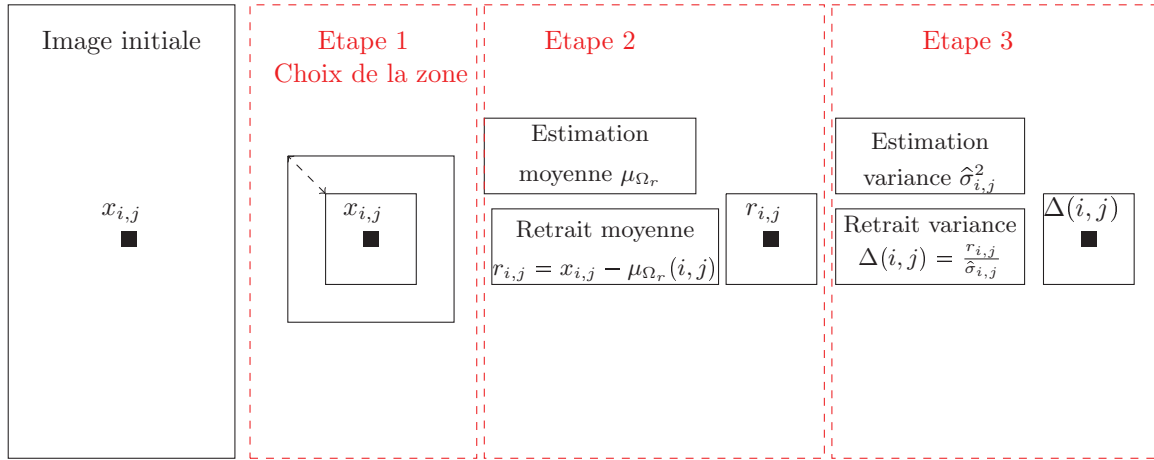 Image initiale
x_{i,j}
Etape 1
Choix de la zone
x_{i,j}
Etape 2
Estimation
moyenne μ_{Ω_r}
Retrait moyenne
r_{i,j} = x_{i,j} − μ_{Ω_r}(i, j)
r_{i,j}
Etape 3
Estimation
variance σ̂²_{i,j}
Retrait variance
Δ(i, j) = r_{i,j}/σ̂_{i,j}
Δ(i, j)